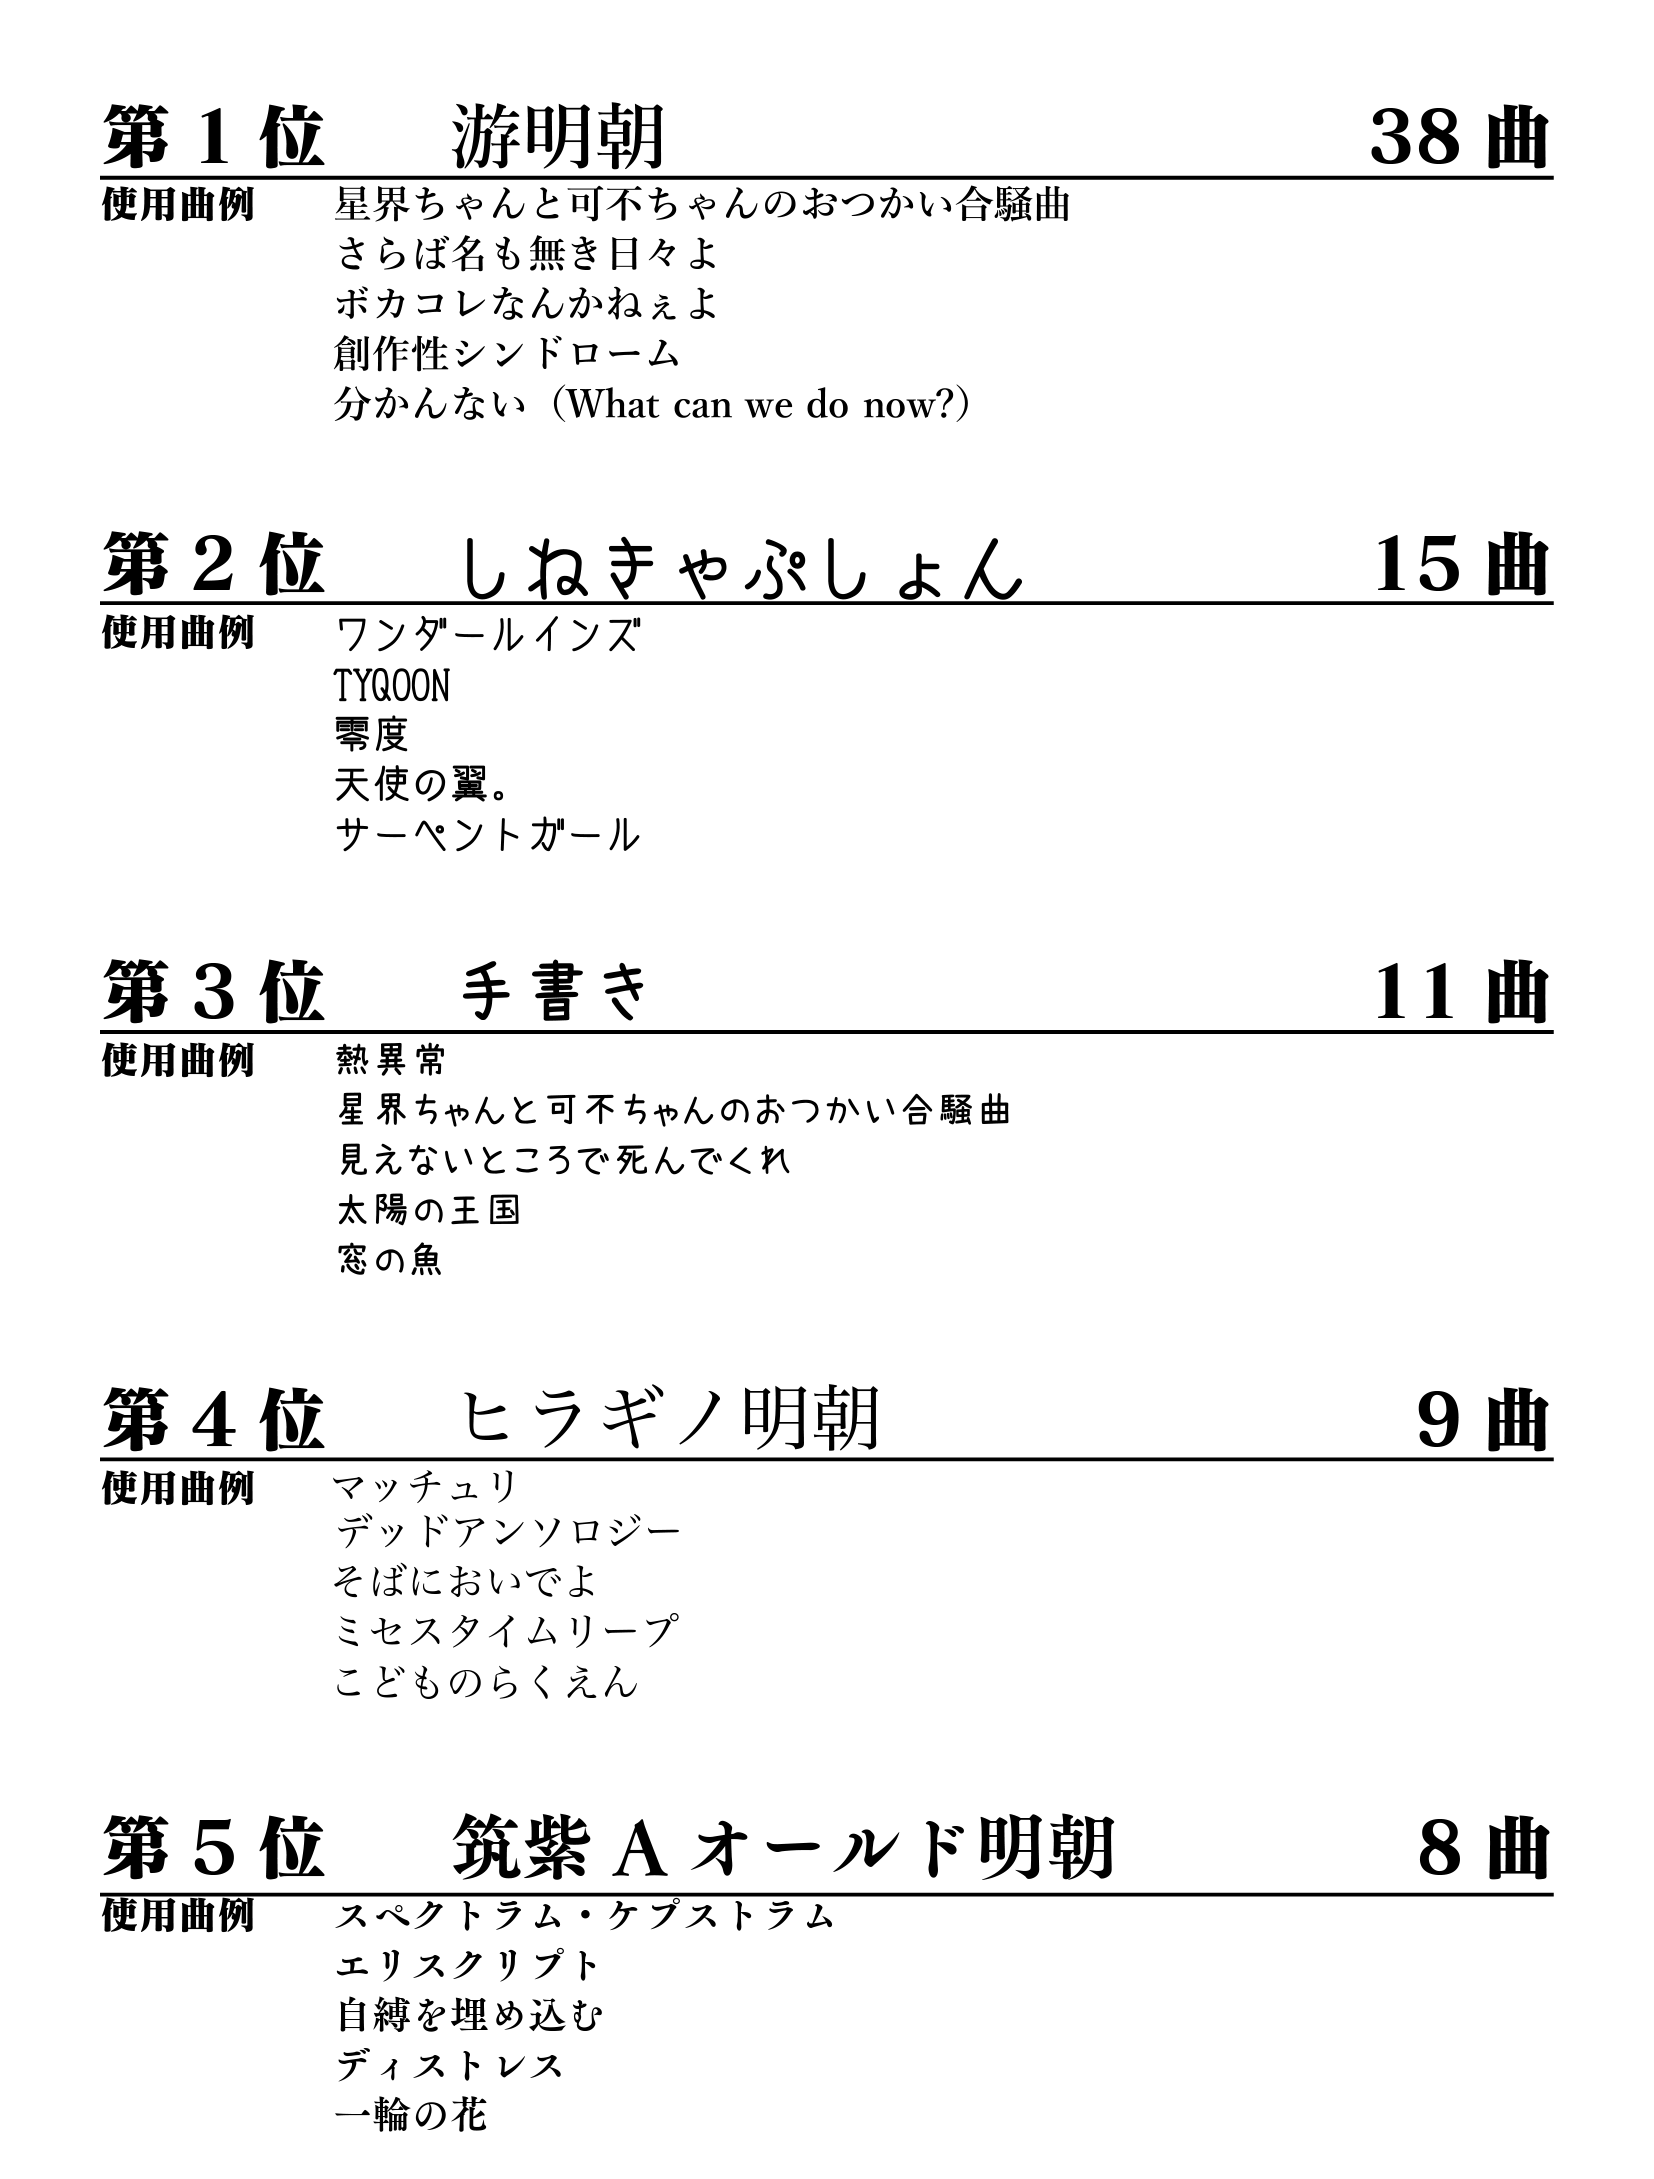 第1位 游明朝 38曲
使用曲例 星界ちゃんと可不ちゃんのおつかい合騒曲
さらば名も無き日々よ
ボカコレなんかねぇよ
創作性シンドローム
分かんない（What can we do now?）
第2位 しねきゃぷしょん 15曲
使用曲例 ワンダールインズ
TYQOON
零度
天使の翼。
サーペントガール
第3位 手書き 11曲
使用曲例 熱異常
星界ちゃんと可不ちゃんのおつかい合騒曲
見えないところで死んでくれ
太陽の王国
窓の魚
第4位 ヒラギノ明朝 9曲
使用曲例 マッチュリ
デッドアンソロジー
そばにおいでよ
ミセスタイムリープ
こどものらくえん
第5位 筑紫Aオールド明朝 8曲
使用曲例 スペクトラム・ケプストラム
エリスクリプト
自縛を埋め込む
ディストレス
一輪の花